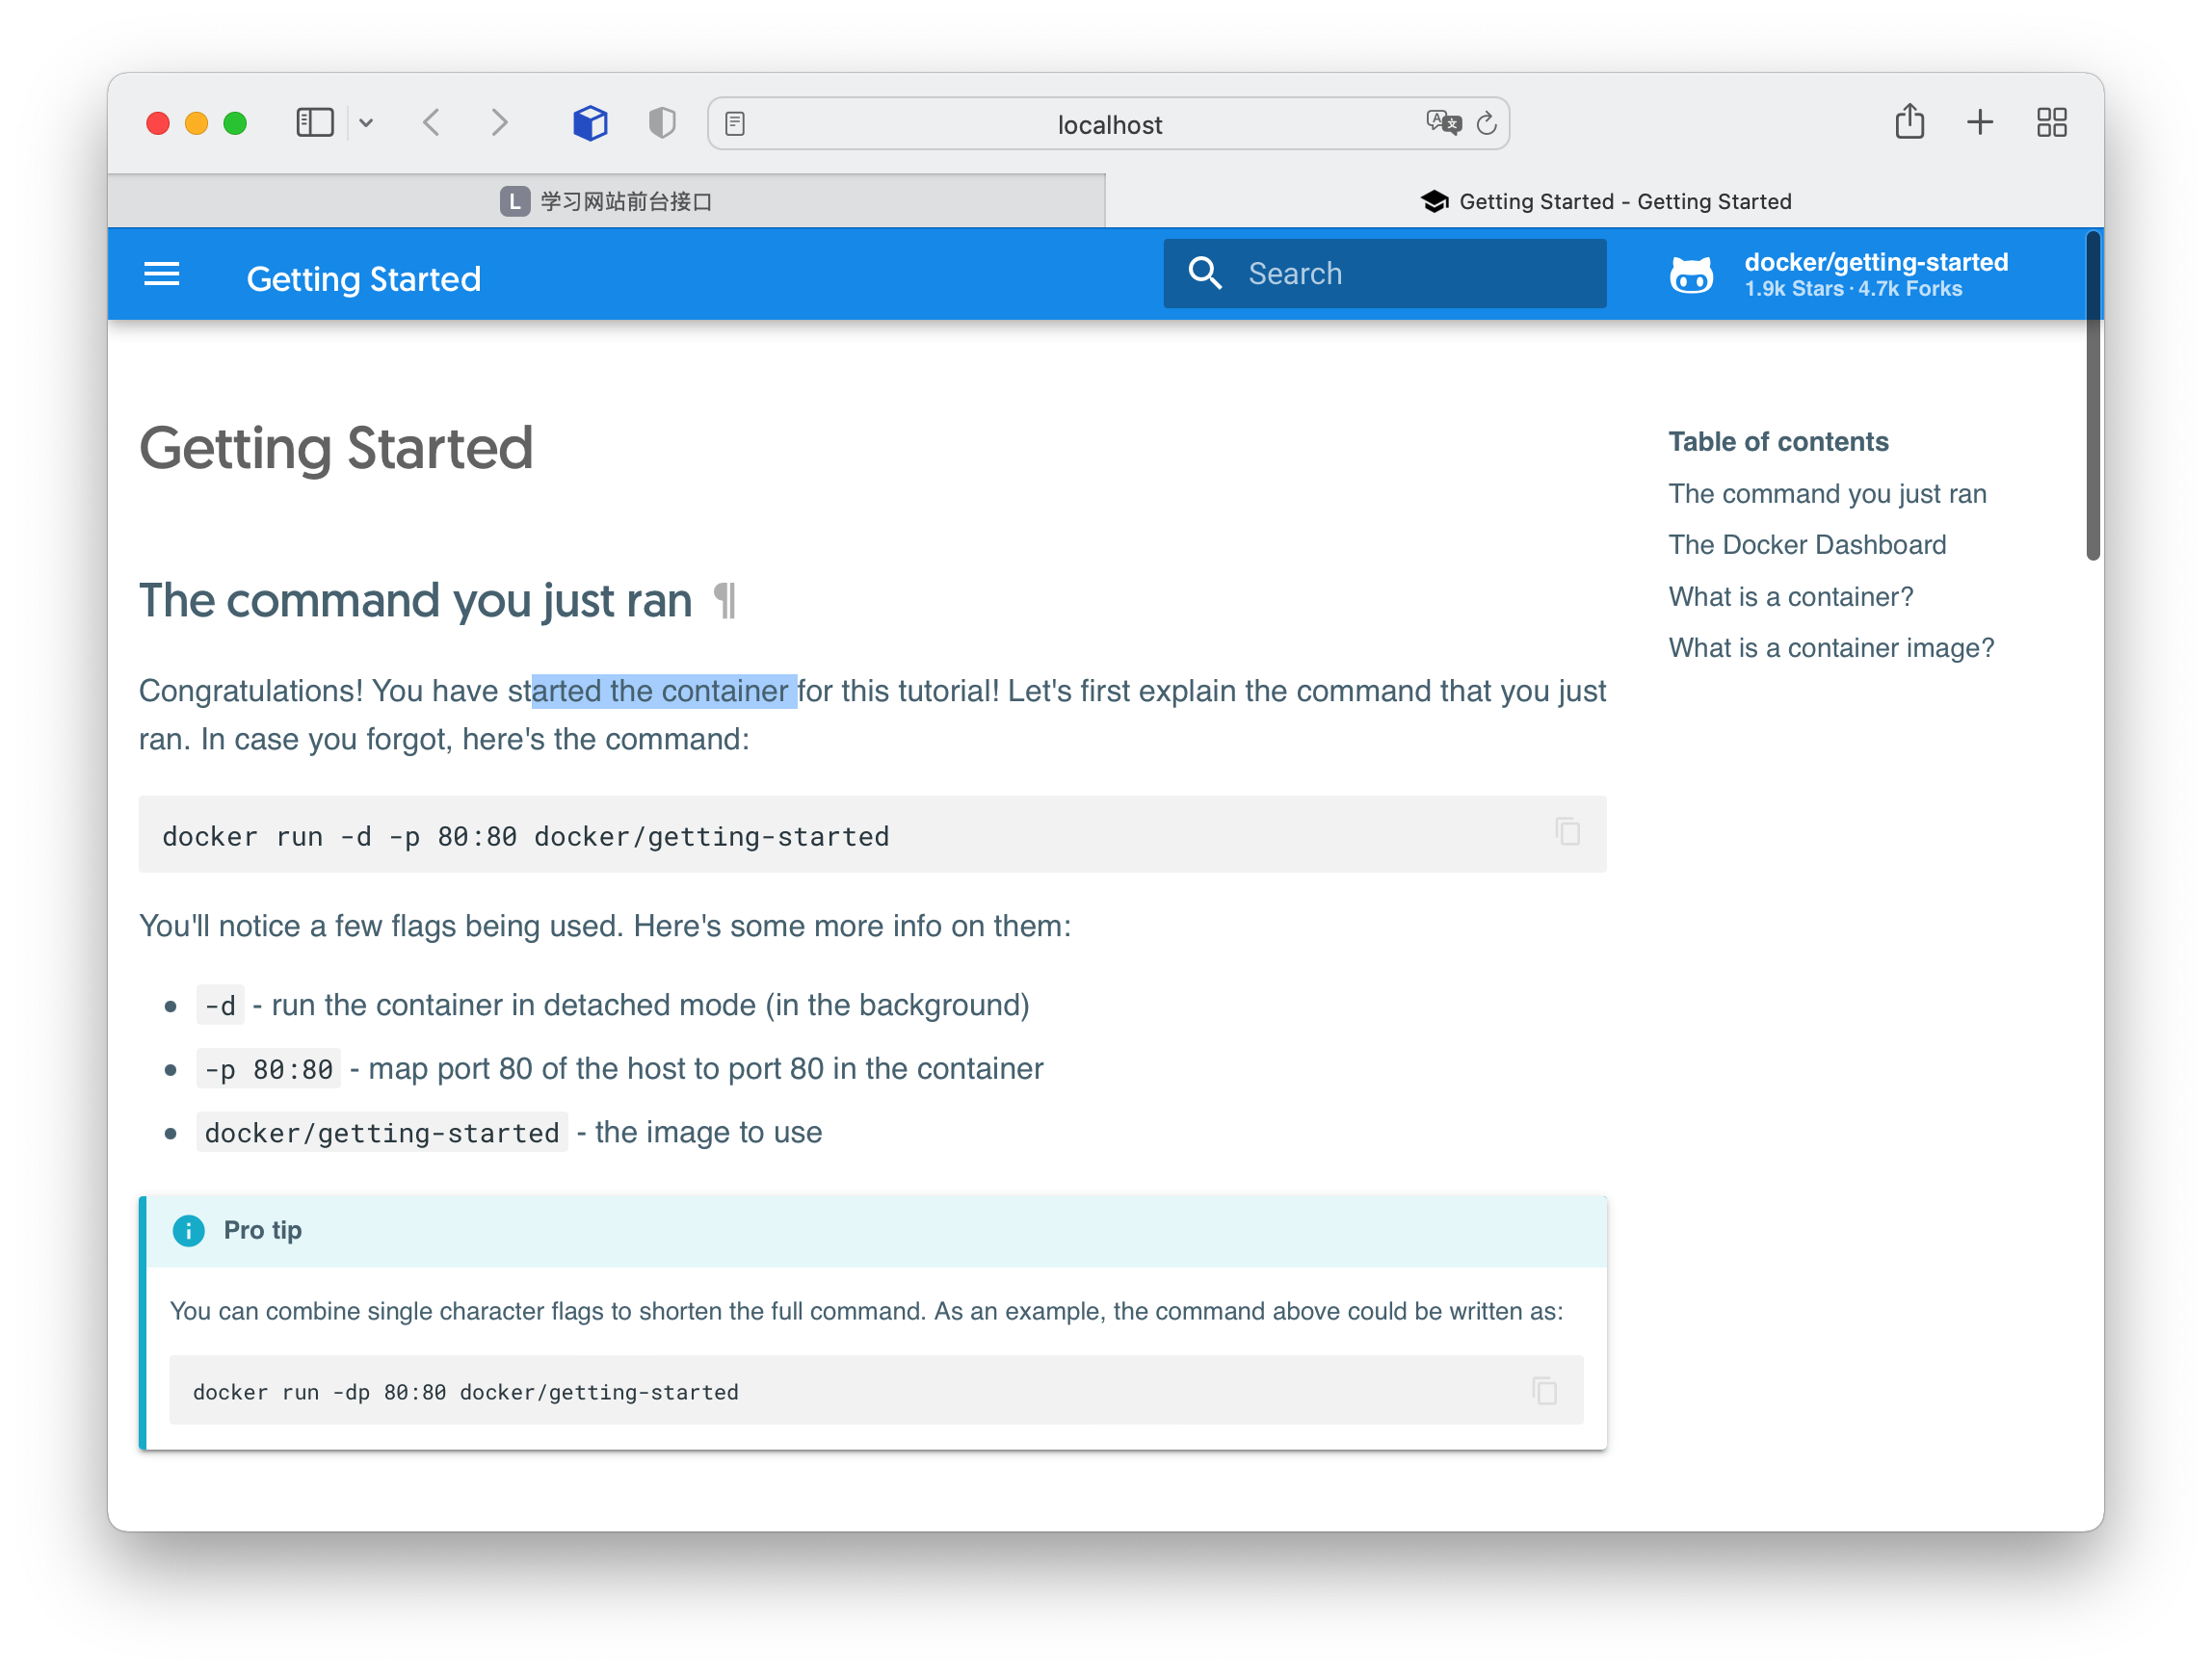 localhost
L 学习网站前台接口
Getting Started - Getting Started
Getting Started
Search
docker/getting-started
1.9k Stars · 4.7k Forks
Getting Started
The command you just ran ¶
Congratulations! You have started the container for this tutorial! Let's first explain the command that you just
ran. In case you forgot, here's the command:
docker run -d -p 80:80 docker/getting-started
You'll notice a few flags being used. Here's some more info on them:
-d - run the container in detached mode (in the background)
-p 80:80 - map port 80 of the host to port 80 in the container
docker/getting-started - the image to use
Pro tip
You can combine single character flags to shorten the full command. As an example, the command above could be written as:
docker run -dp 80:80 docker/getting-started
Table of contents
The command you just ran
The Docker Dashboard
What is a container?
What is a container image?